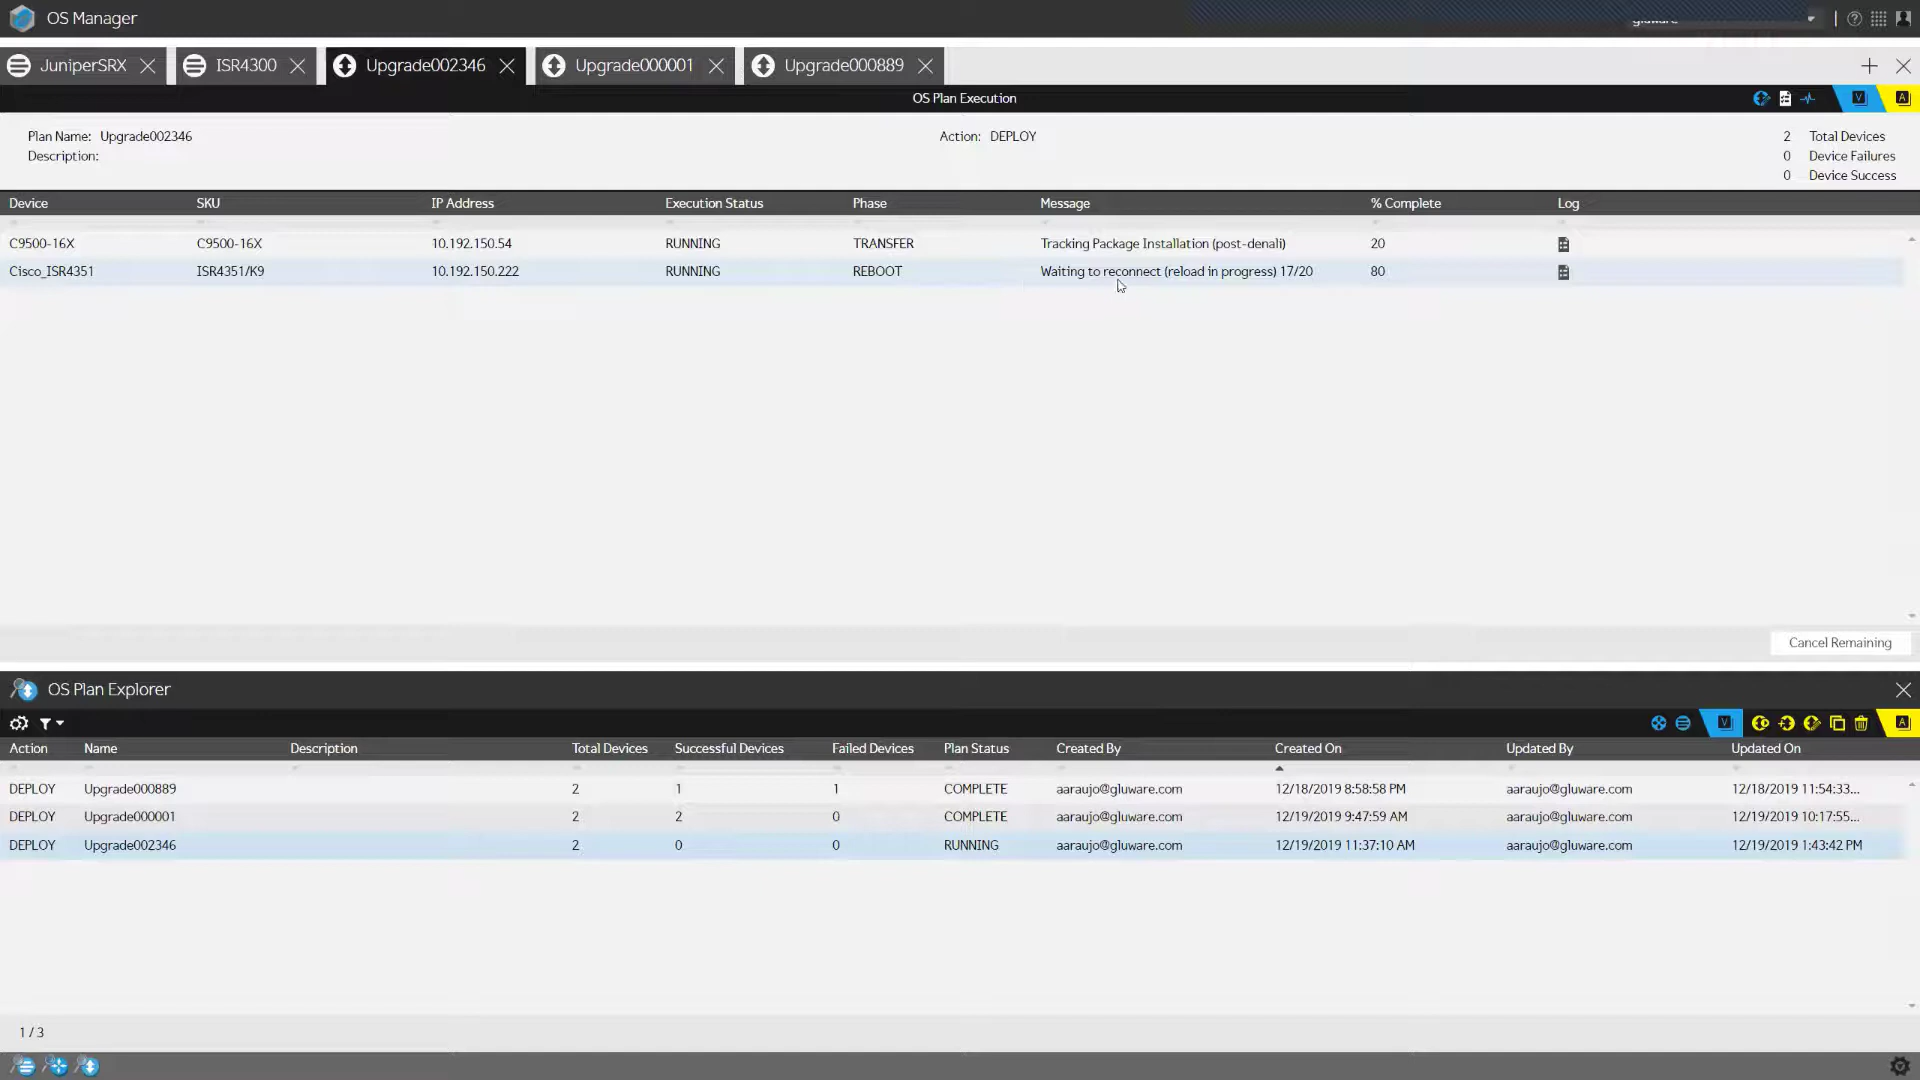 OS Manager
JuniperSRX ISR4300 Upgrade002346 Upgrade000001 Upgrade000889
OS Plan Execution
V A
Plan Name: Upgrade002346 Action: DEPLOY 2 Total Devices
Description: 0 Device Failures
0 Device Success
Device SKU IP Address Execution Status Phase Message % Complete Log
C9500-16X C9500-16X 10.192.150.54 RUNNING TRANSFER Tracking Package Installation (post-denali) 20
Cisco_ISR4351 ISR4351/K9 10.192.150.222 RUNNING REBOOT Waiting to reconnect (reload in progress) 17/20 80
Cancel Remaining
OS Plan Explorer
V A
Action Name Description Total Devices Successful Devices Failed Devices Plan Status Created By Created On Updated By Updated On
DEPLOY Upgrade000889 2 1 1 COMPLETE aaraujo@gluware.com 12/18/2019 8:58:58 PM aaraujo@gluware.com 12/18/2019 11:54:33...
DEPLOY Upgrade000001 2 2 0 COMPLETE aaraujo@gluware.com 12/19/2019 9:47:59 AM aaraujo@gluware.com 12/19/2019 10:17:55...
DEPLOY Upgrade002346 2 0 0 RUNNING aaraujo@gluware.com 12/19/2019 11:37:10 AM aaraujo@gluware.com 12/19/2019 1:43:42 PM
1 / 3